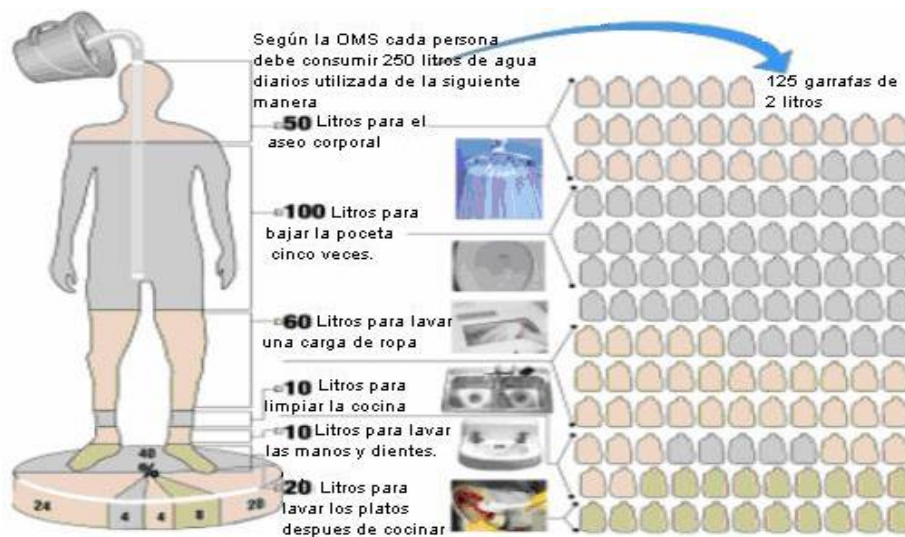 Según la OMS cada persona
debe consumir 250 litros de agua
diarios utilizada de la siguiente
manera
125 garrafas de
2 litros
50 Litros para el
aseo corporal
100 Litros para
bajar la poceta
cinco veces.
60 Litros para lavar
una carga de ropa
10 Litros para
limpiar la cocina
10 Litros para lavar
las manos y dientes.
20 Litros para
lavar los platos
despues de cocinar
40
%
24
4
4
8
20